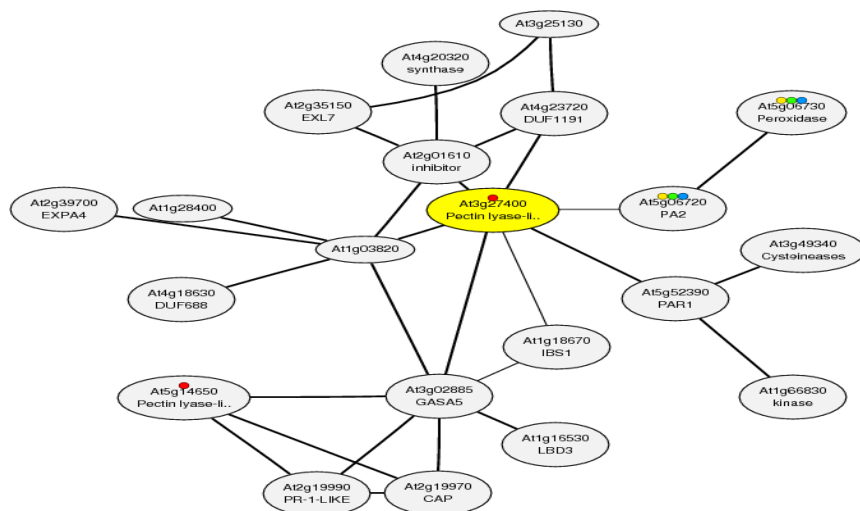 At3g25130
At4g20320
synthase
At2g35150
EXL7
At4g23720
DUF1191
At5g06730
Peroxidase
At2g01610
inhibitor
At2g39700
EXPA4
At1g28400
At3g27400
Pectin lyase-li..
At5g06720
PA2
At1g03820
At3g49340
Cysteineases
At4g18630
DUF688
At5g52390
PAR1
At1g18670
IBS1
At5g14650
Pectin lyase-li..
At3g02885
GASA5
At1g66830
kinase
At1g16530
LBD3
At2g19990
PR-1-LIKE
At2g19970
CAP